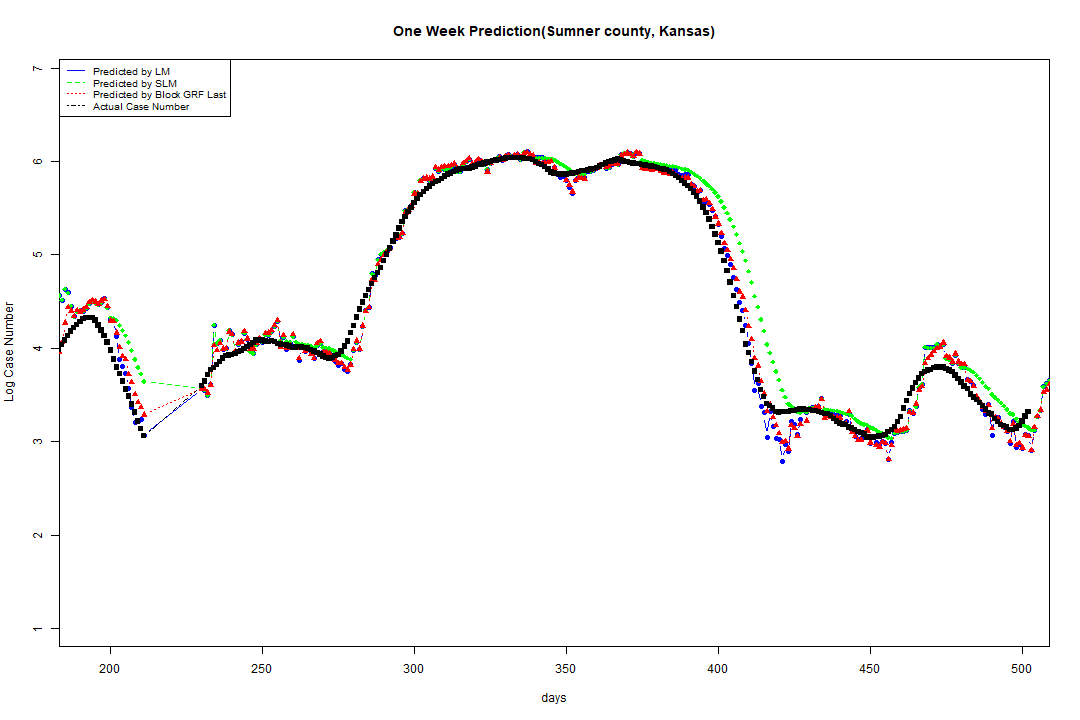 One Week Prediction(Sumner county, Kansas)
Predicted by LM
Predicted by SLM
Predicted by Block GRF Last
Actual Case Number
Log Case Number
7
6
5
4
3
2
1
200 250 300 350 400 450 500
days